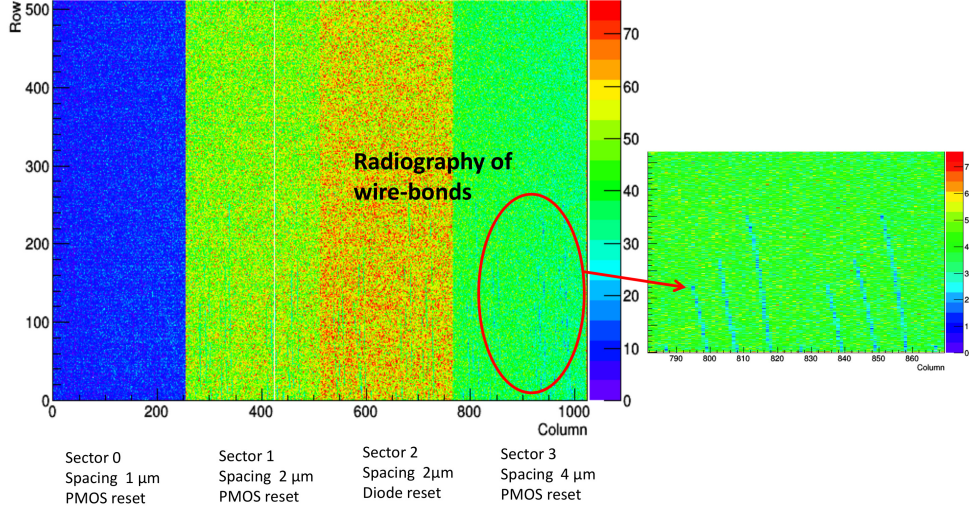 Row
500
400
300
200
100
0
0
200
400
600
800
1000
Column
70
60
50
40
30
20
10
0
Radiography of
wire-bonds
790
800
810
820
830
840
850
860
Column
7
6
5
4
3
2
1
0
Sector 0
Spacing 1 µm
PMOS reset
Sector 1
Spacing 2 µm
PMOS reset
Sector 2
Spacing 2µm
Diode reset
Sector 3
Spacing 4 µm
PMOS reset